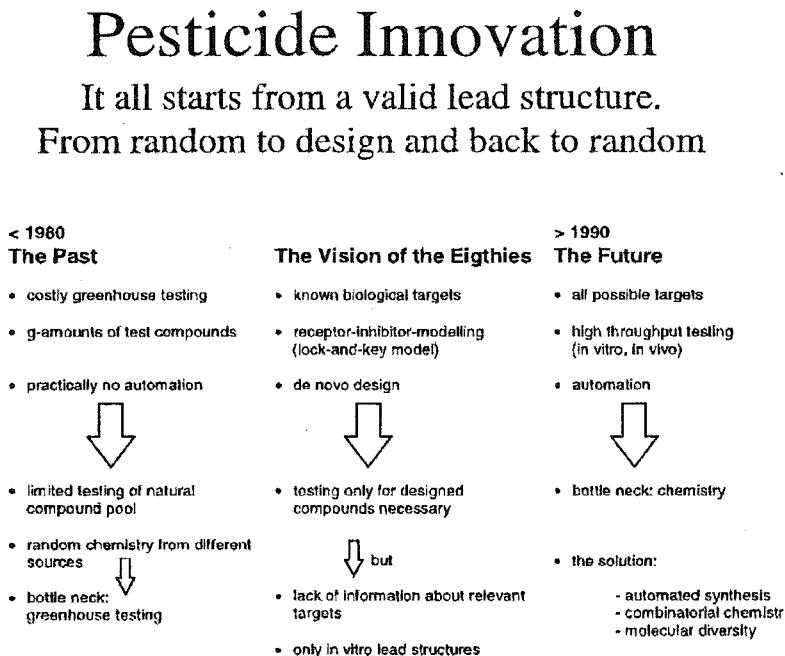 Pesticide Innovation
It all starts from a valid lead structure.
From random to design and back to random
< 1980
The Past
• costly greenhouse testing
• g-amounts of test compounds
• practically no automation
• limited testing of natural
compound pool
• random chemistry from different
sources
• bottle neck:
greenhouse testing
The Vision of the Eigthies
• known biological targets
• receptor-inhibitor-modelling
(lock-and-key model)
• de novo design
• testing only for designed
compounds necessary
but
• lack of information about relevant
targets
• only in vitro lead structures
> 1990
The Future
• all possible targets
• high throughput testing
(in vitro, in vivo)
• automation
• bottle neck: chemistry
• the solution:
- automated synthesis
- combinatorial chemistr
- molecular diversity